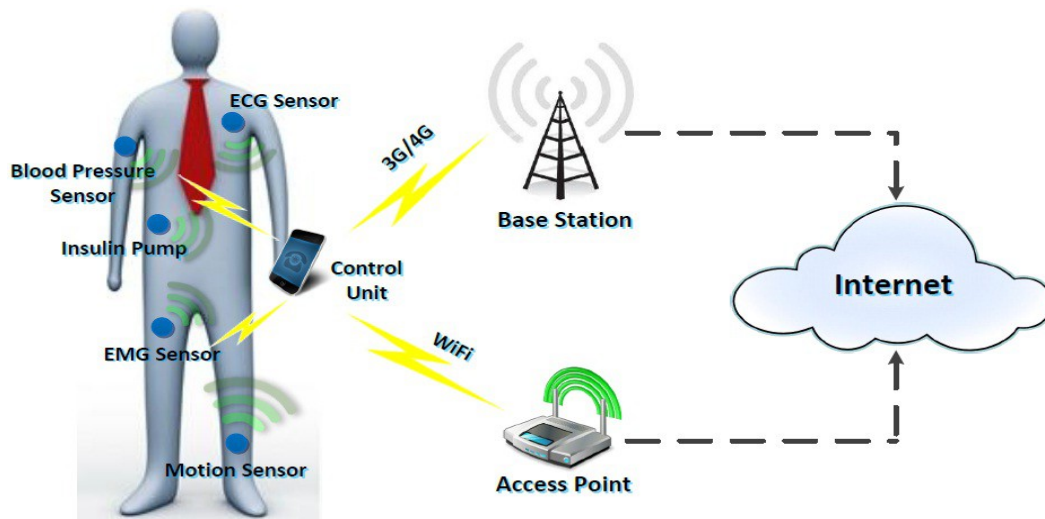 ECG Sensor
Blood Pressure
Sensor
Insulin Pump
EMG Sensor
Motion Sensor
Control
Unit
3G/4G
WiFi
Base Station
Access Point
Internet